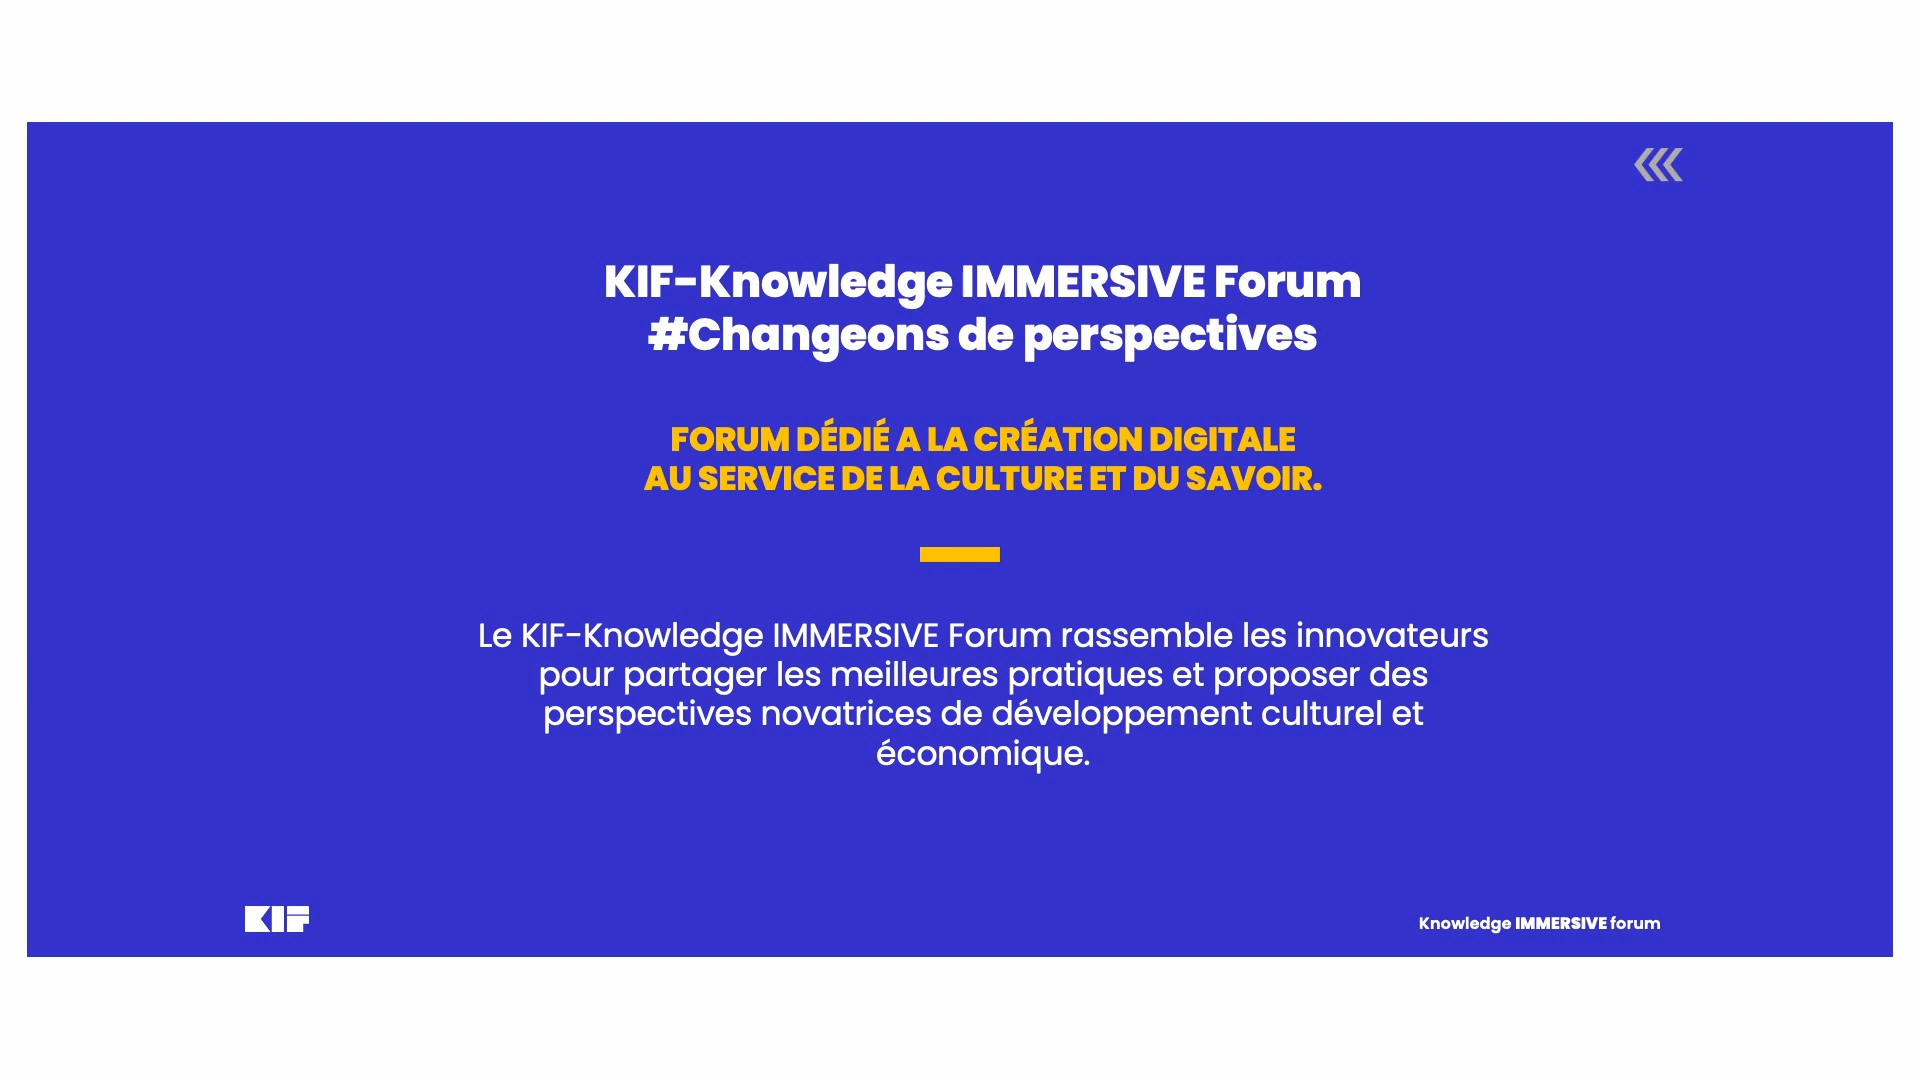 KIF-Knowledge IMMERSIVE Forum
#Changeons de perspectives
FORUM DÉDIÉ A LA CRÉATION DIGITALE
AU SERVICE DE LA CULTURE ET DU SAVOIR.
Le KIF-Knowledge IMMERSIVE Forum rassemble les innovateurs
pour partager les meilleures pratiques et proposer des
perspectives novatrices de développement culturel et
économique.
KIF
Knowledge IMMERSIVE forum